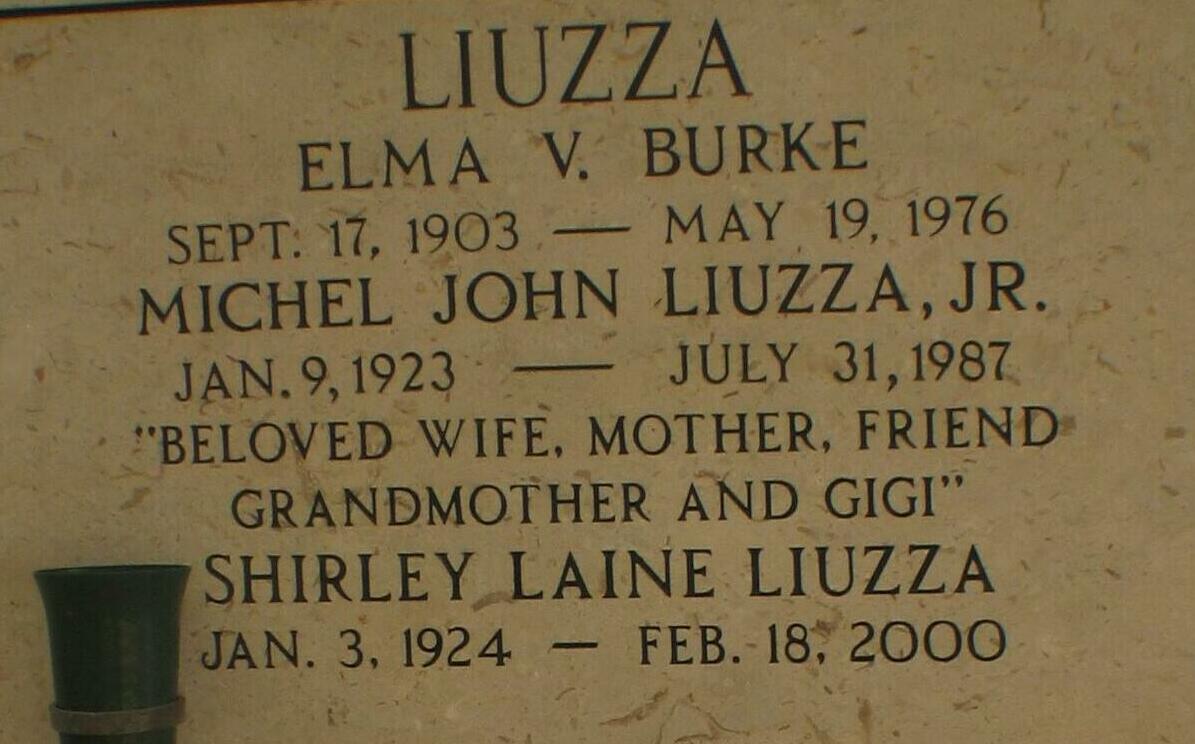 LIUZZA
ELMA V. BURKE
SEPT. 17, 1903 — MAY 19, 1976
MICHEL JOHN LIUZZA, JR.
JAN. 9, 1923 — JULY 31, 1987
"BELOVED WIFE, MOTHER, FRIEND
GRANDMOTHER AND GIGI"
SHIRLEY LAINE LIUZZA
JAN. 3, 1924 — FEB. 18, 2000